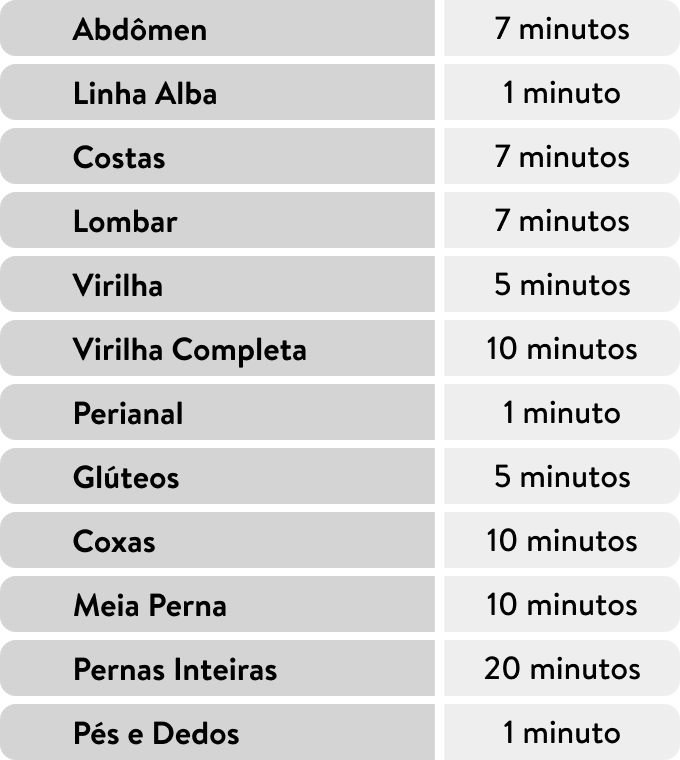 Abdômen 7 minutos
Linha Alba 1 minuto
Costas 7 minutos
Lombar 7 minutos
Virilha 5 minutos
Virilha Completa 10 minutos
Perianal 1 minuto
Glúteos 5 minutos
Coxas 10 minutos
Meia Perna 10 minutos
Pernas Inteiras 20 minutos
Pés e Dedos 1 minuto